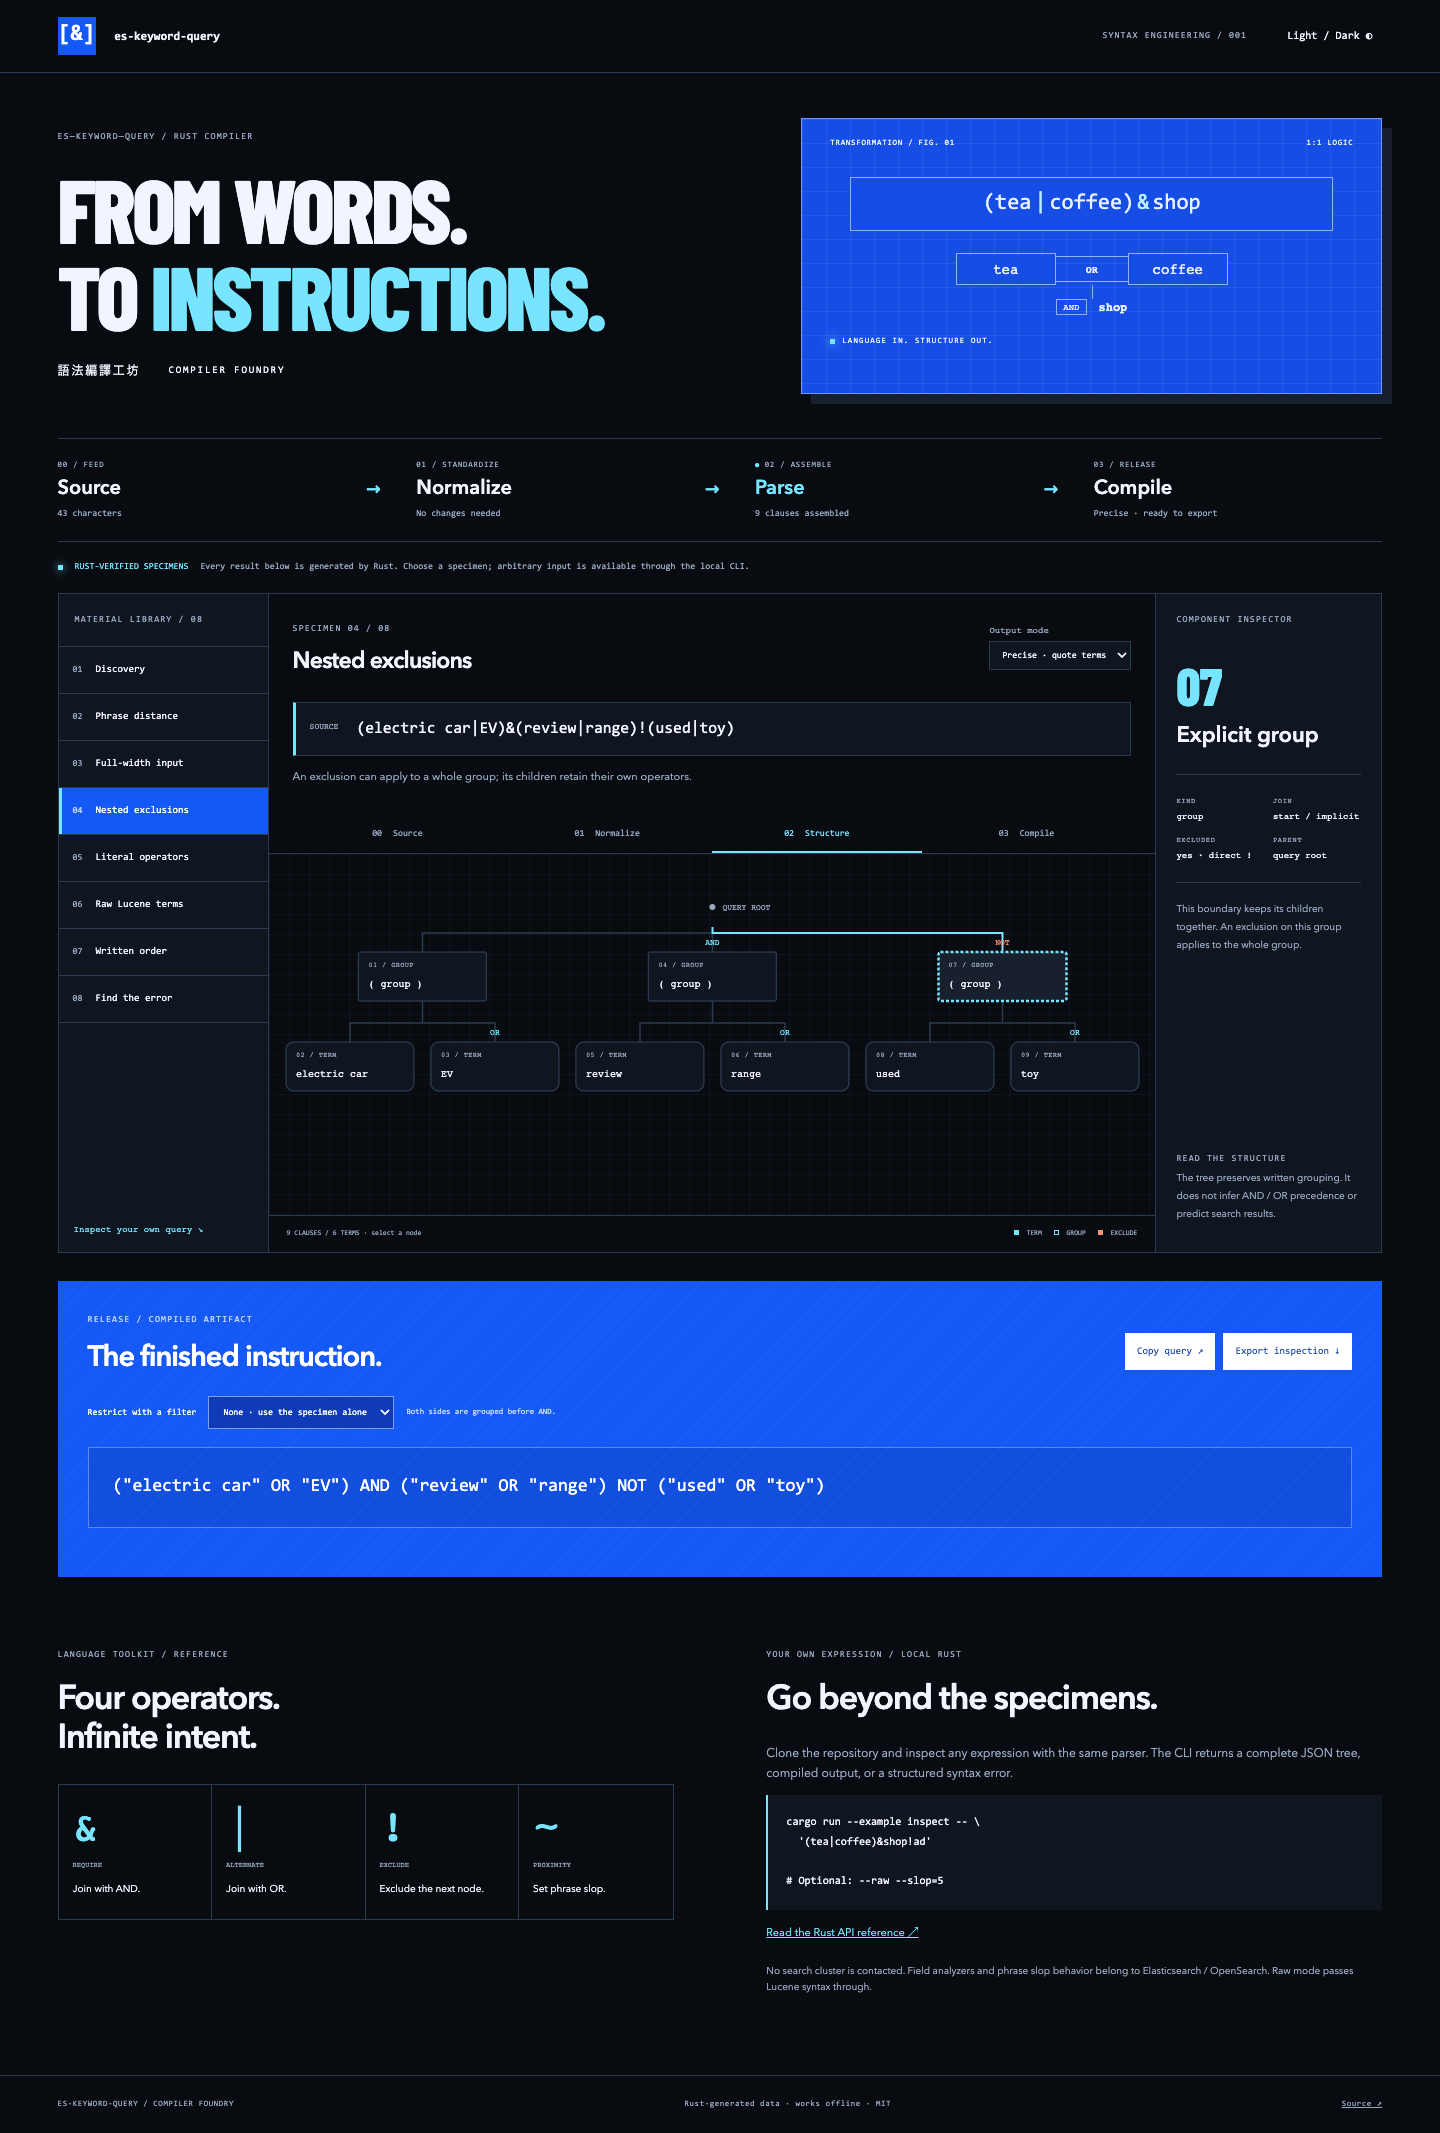 [&] es-keyword-query
SYNTAX ENGINEERING / 001
Light / Dark ◐
ES—KEYWORD—QUERY / RUST COMPILER
FROM WORDS.
TO INSTRUCTIONS.
語法編譯工坊 COMPILER FOUNDRY
TRANSFORMATION / FIG. 01
1:1 LOGIC
(tea|coffee)&shop
tea OR coffee
AND shop
LANGUAGE IN. STRUCTURE OUT.
00 / FEED
Source
43 characters
→
01 / STANDARDIZE
Normalize
No changes needed
→
02 / ASSEMBLE
Parse
9 clauses assembled
→
03 / RELEASE
Compile
Precise · ready to export
RUST-VERIFIED SPECIMENS Every result below is generated by Rust. Choose a specimen; arbitrary input is available through the local CLI.
MATERIAL LIBRARY / 08
01 Discovery
02 Phrase distance
03 Full-width input
04 Nested exclusions
05 Literal operators
06 Raw Lucene terms
07 Written order
08 Find the error
Inspect your own query ↘
SPECIMEN 04 / 08
Nested exclusions
Output mode
Precise · quote terms
SOURCE (electric car|EV)&(review|range)!(used|toy)
An exclusion can apply to a whole group; its children retain their own operators.
00 Source
01 Normalize
02 Structure
03 Compile
QUERY ROOT
AND
NOT
01 / GROUP
( group )
04 / GROUP
( group )
07 / GROUP
( group )
OR
OR
OR
02 / TERM
electric car
03 / TERM
EV
05 / TERM
review
06 / TERM
range
08 / TERM
used
09 / TERM
toy
9 CLAUSES / 6 TERMS · select a node
TERM GROUP EXCLUDE
COMPONENT INSPECTOR
07
Explicit group
KIND
group
JOIN
start / implicit
EXCLUDED
yes · direct !
PARENT
query root
This boundary keeps its children
together. An exclusion on this group
applies to the whole group.
READ THE STRUCTURE
The tree preserves written grouping. It
does not infer AND / OR precedence or
predict search results.
RELEASE / COMPILED ARTIFACT
The finished instruction.
Copy query ↗
Export inspection ↓
Restrict with a filter
None · use the specimen alone
Both sides are grouped before AND.
("electric car" OR "EV") AND ("review" OR "range") NOT ("used" OR "toy")
LANGUAGE TOOLKIT / REFERENCE
Four operators.
Infinite intent.
&
REQUIRE
Join with AND.
|
ALTERNATE
Join with OR.
!
EXCLUDE
Exclude the next node.
~
PROXIMITY
Set phrase slop.
YOUR OWN EXPRESSION / LOCAL RUST
Go beyond the specimens.
Clone the repository and inspect any expression with the same parser. The CLI returns a complete JSON tree,
compiled output, or a structured syntax error.
cargo run --example inspect -- \
'(tea|coffee)&shop!ad'
# Optional: --raw --slop=5
Read the Rust API reference ↗
No search cluster is contacted. Field analyzers and phrase slop behavior belong to Elasticsearch / OpenSearch. Raw mode passes
Lucene syntax through.
ES-KEYWORD-QUERY / COMPILER FOUNDRY
Rust-generated data · works offline · MIT
Source ↗